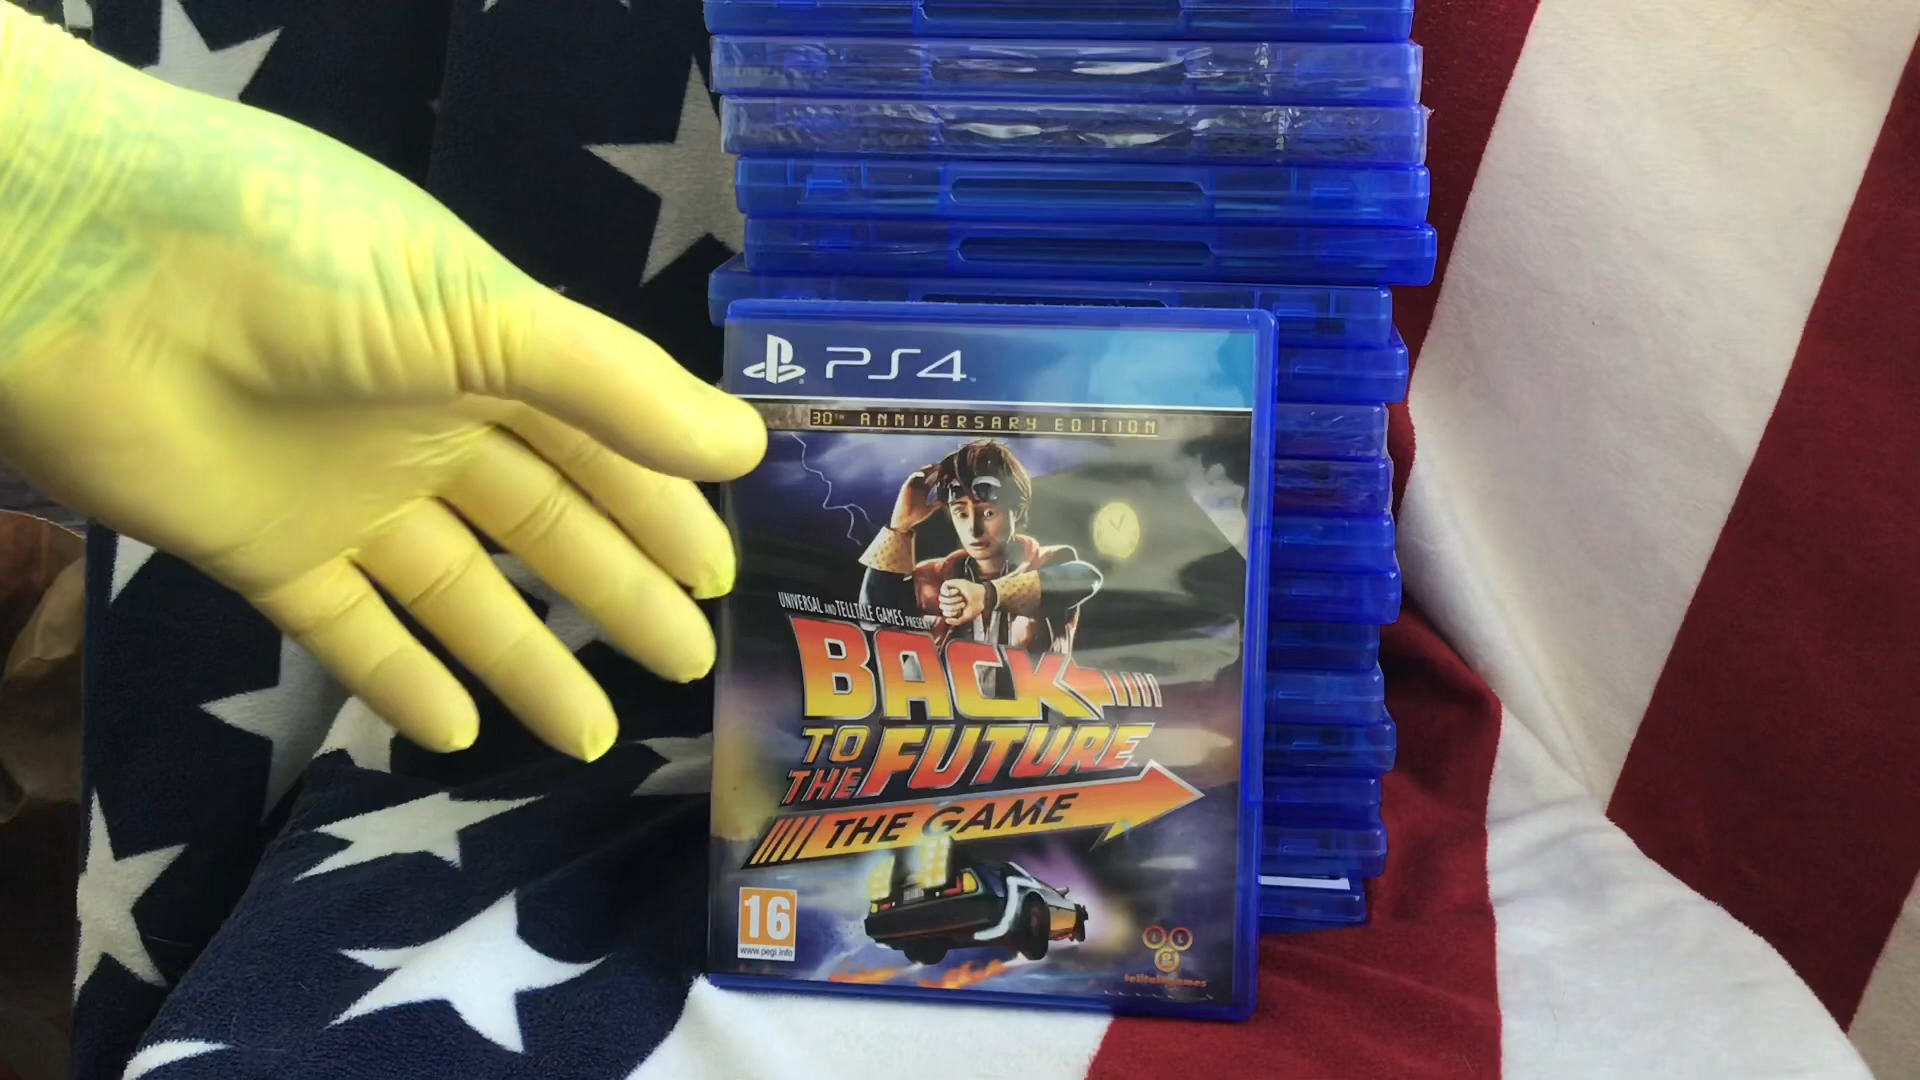 PS4
30TH ANNIVERSARY EDITION
UNIVERSAL AND TELLTALE GAMES PRESENT
BACK
TO
THE FUTURE
THE GAME
16
www.pegi.info
telltalegames